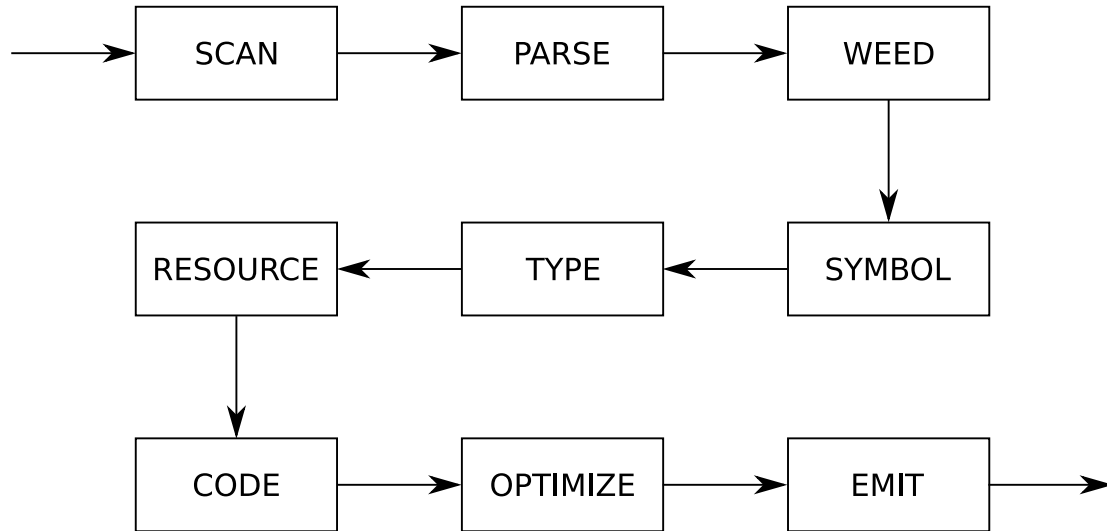 SCAN
PARSE
WEED
SYMBOL
TYPE
RESOURCE
CODE
OPTIMIZE
EMIT